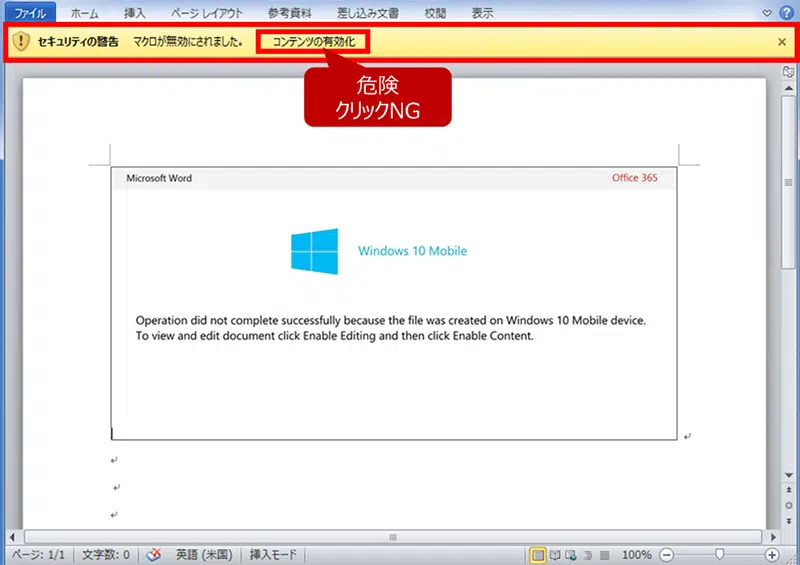 ファイル ホーム 挿入 ページ レイアウト 参考資料 差し込み文書 校閲 表示
セキュリティの警告 マクロが無効にされました。 コンテンツの有効化
危険
クリックNG
Microsoft Word Office 365
Windows 10 Mobile
Operation did not complete successfully because the file was created on Windows 10 Mobile device.
To view and edit document click Enable Editing and then click Enable Content.
ページ: 1/1 文字数: 0 英語 (米国) 挿入モード 100%